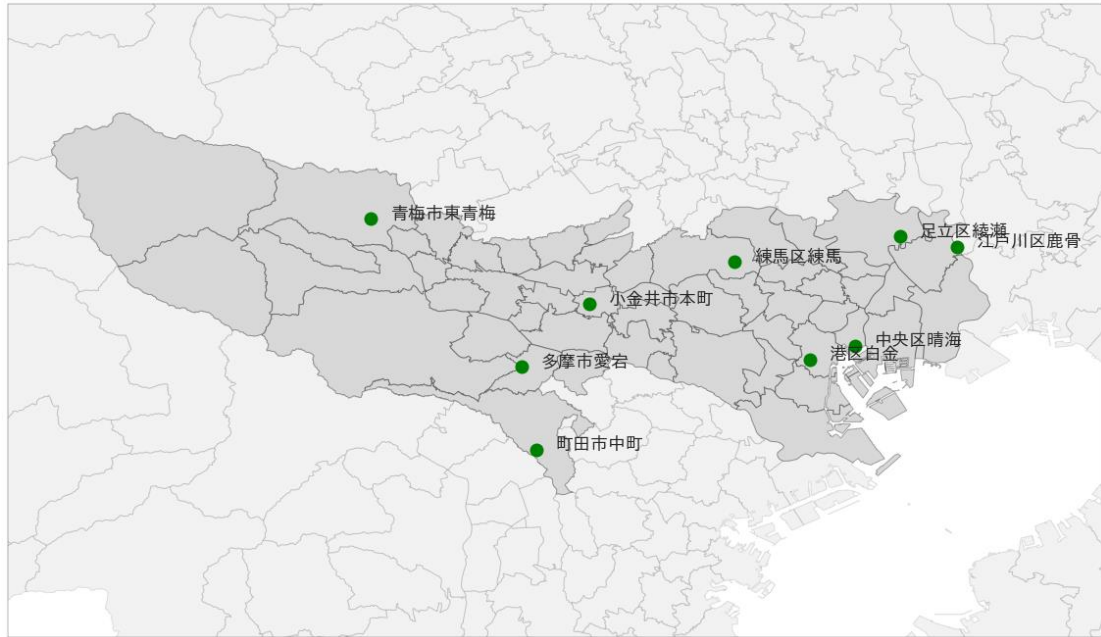 青梅市東青梅
足立区綾瀬
江戸川区鹿骨
練馬区練馬
小金井市本町
中央区晴海
港区白金
多摩市愛宕
町田市中町